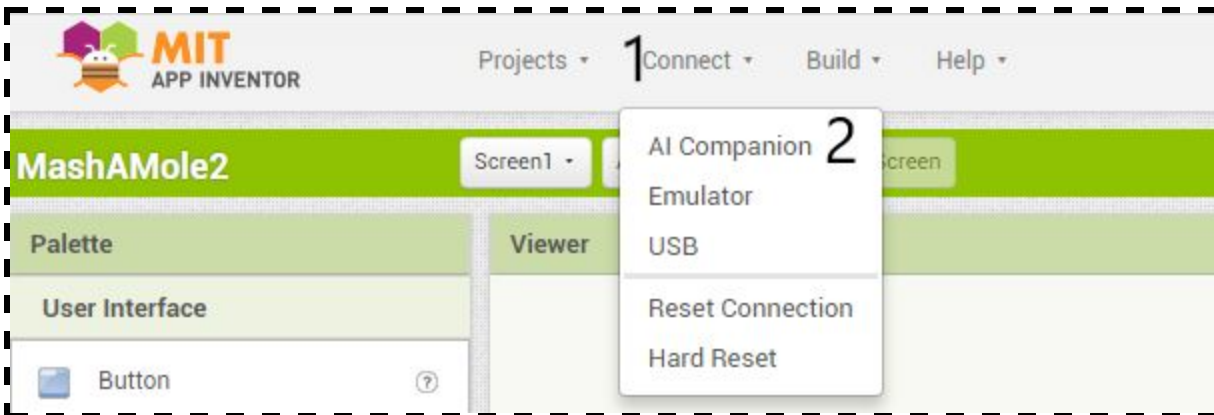 MIT
APP INVENTOR
Projects 1 Connect Build Help
MashAMole2
Screen1
AI Companion 2
Screen
Emulator
USB
Reset Connection
Hard Reset
Palette
Viewer
User Interface
Button ?